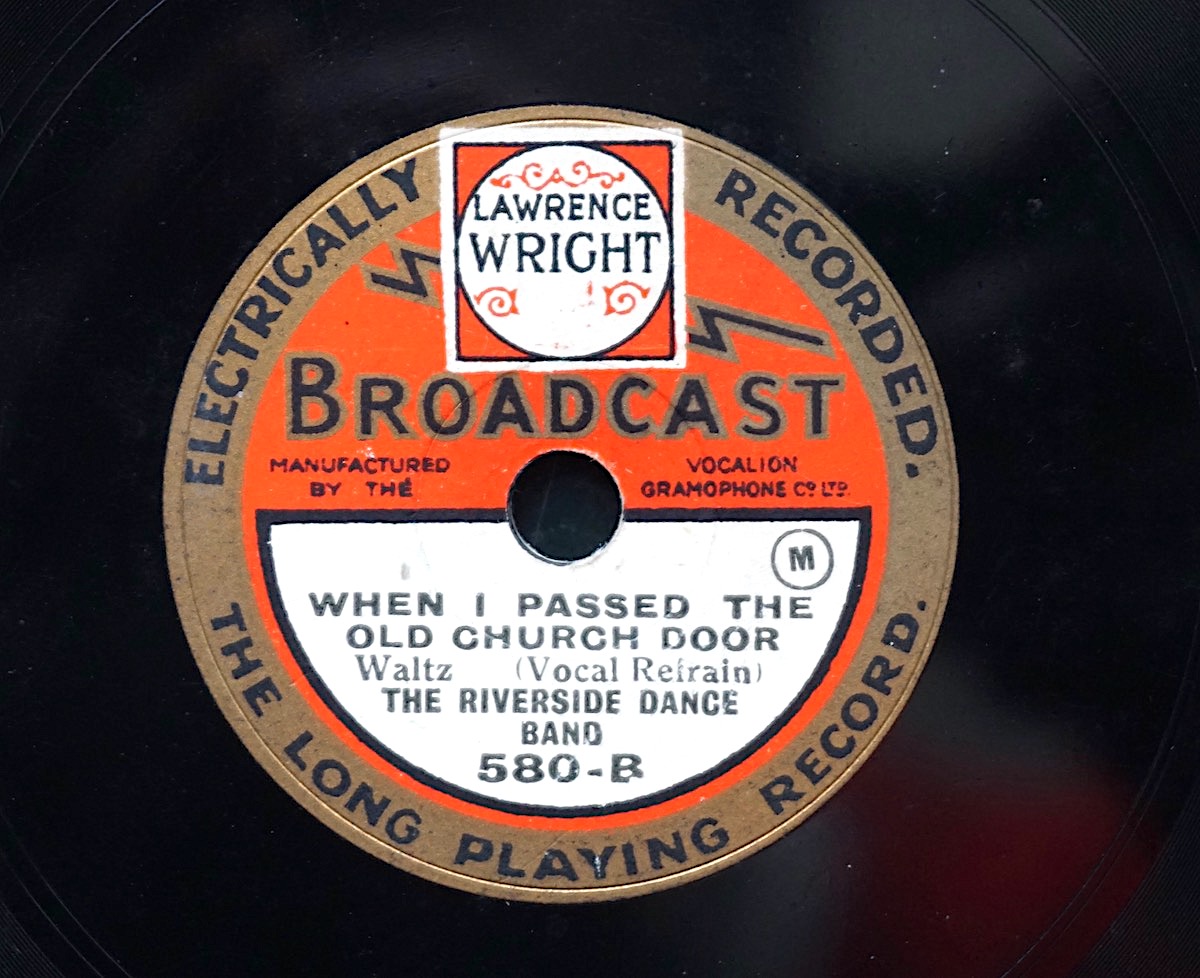 ELECTRICALLY RECORDED.
LAWRENCE
WRIGHT
BROADCAST
MANUFACTURED
BY THE
VOCALION
GRAMOPHONE Co LTD.
M
WHEN I PASSED THE
OLD CHURCH DOOR
Waltz (Vocal Refrain)
THE RIVERSIDE DANCE
BAND
580-B
THE LONG PLAYING RECORD.